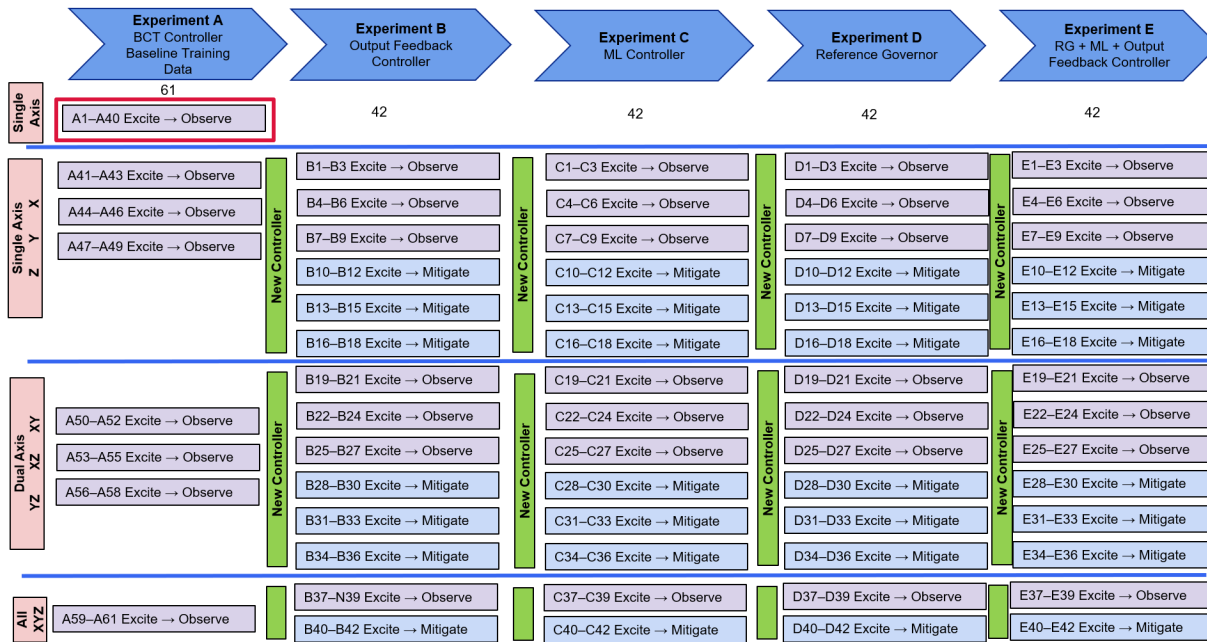 Experiment A
BCT Controller
Baseline Training
Data
Experiment B
Output Feedback
Controller
Experiment C
ML Controller
Experiment D
Reference Governor
Experiment E
RG + ML + Output
Feedback Controller
61
42
42
42
42
Single
Axis
A1–A40 Excite → Observe
Single Axis
Z Y X
A41–A43 Excite → Observe
A44–A46 Excite → Observe
A47–A49 Excite → Observe
New Controller
B1–B3 Excite → Observe
B4–B6 Excite → Observe
B7–B9 Excite → Observe
B10–B12 Excite → Mitigate
B13–B15 Excite → Mitigate
B16–B18 Excite → Mitigate
New Controller
C1–C3 Excite → Observe
C4–C6 Excite → Observe
C7–C9 Excite → Observe
C10–C12 Excite → Mitigate
C13–C15 Excite → Mitigate
C16–C18 Excite → Mitigate
New Controller
D1–D3 Excite → Observe
D4–D6 Excite → Observe
D7–D9 Excite → Observe
D10–D12 Excite → Mitigate
D13–D15 Excite → Mitigate
D16–D18 Excite → Mitigate
New Controller
E1–E3 Excite → Observe
E4–E6 Excite → Observe
E7–E9 Excite → Observe
E10–E12 Excite → Mitigate
E13–E15 Excite → Mitigate
E16–E18 Excite → Mitigate
Dual Axis
YZ XZ XY
A50–A52 Excite → Observe
A53–A55 Excite → Observe
A56–A58 Excite → Observe
New Controller
B19–B21 Excite → Observe
B22–B24 Excite → Observe
B25–B27 Excite → Observe
B28–B30 Excite → Mitigate
B31–B33 Excite → Mitigate
B34–B36 Excite → Mitigate
New Controller
C19–C21 Excite → Observe
C22–C24 Excite → Observe
C25–C27 Excite → Observe
C28–C30 Excite → Mitigate
C31–C33 Excite → Mitigate
C34–C36 Excite → Mitigate
New Controller
D19–D21 Excite → Observe
D22–D24 Excite → Observe
D25–D27 Excite → Observe
D28–D30 Excite → Mitigate
D31–D33 Excite → Mitigate
D34–D36 Excite → Mitigate
New Controller
E19–E21 Excite → Observe
E22–E24 Excite → Observe
E25–E27 Excite → Observe
E28–E30 Excite → Mitigate
E31–E33 Excite → Mitigate
E34–E36 Excite → Mitigate
All
XYZ
A59–A61 Excite → Observe
B37–N39 Excite → Observe
B40–B42 Excite → Mitigate
C37–C39 Excite → Observe
C40–C42 Excite → Mitigate
D37–D39 Excite → Observe
D40–D42 Excite → Mitigate
E37–E39 Excite → Observe
E40–E42 Excite → Mitigate